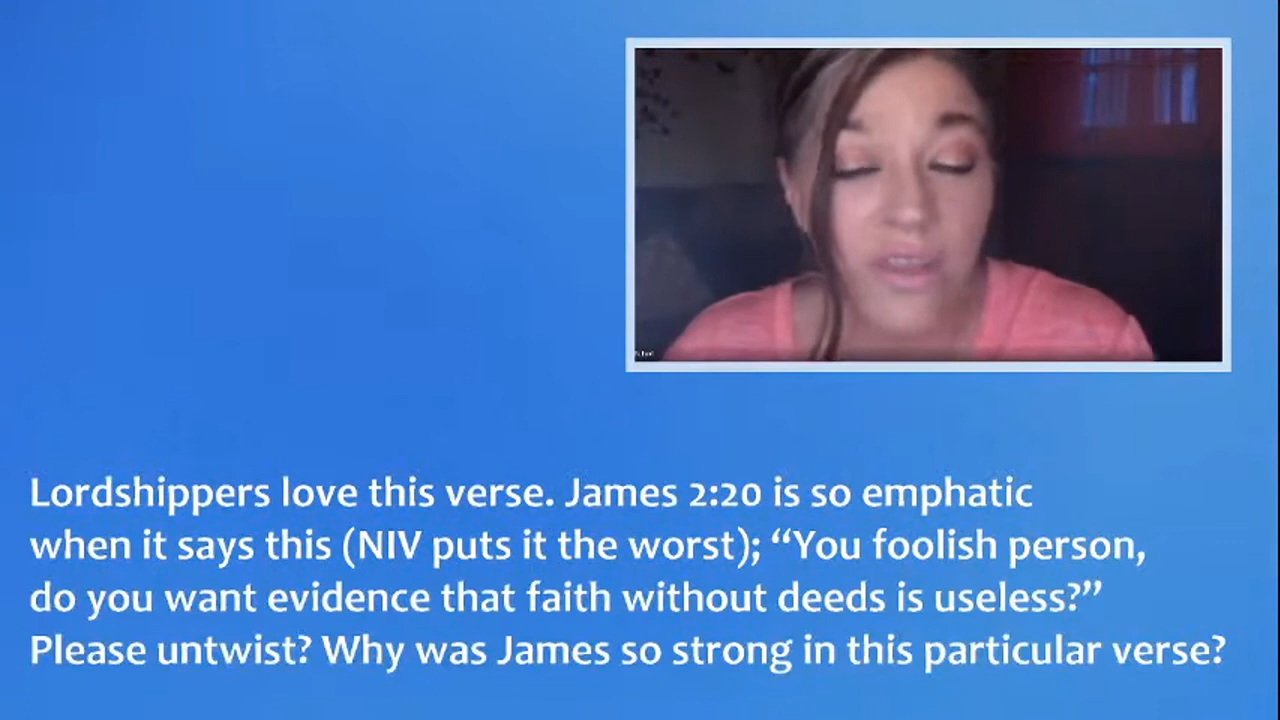 Lordshippers love this verse. James 2:20 is so emphatic
when it says this (NIV puts it the worst); “You foolish person,
do you want evidence that faith without deeds is useless?”
Please untwist? Why was James so strong in this particular verse?